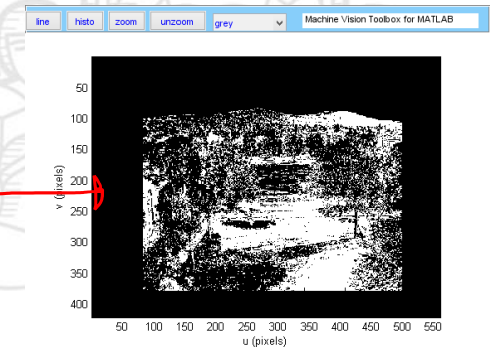 line histo zoom unzoom grey Machine Vision Toolbox for MATLAB
50
100
150
200
250
300
350
400
v (pixels)
50 100 150 200 250 300 350 400 450 500 550
u (pixels)